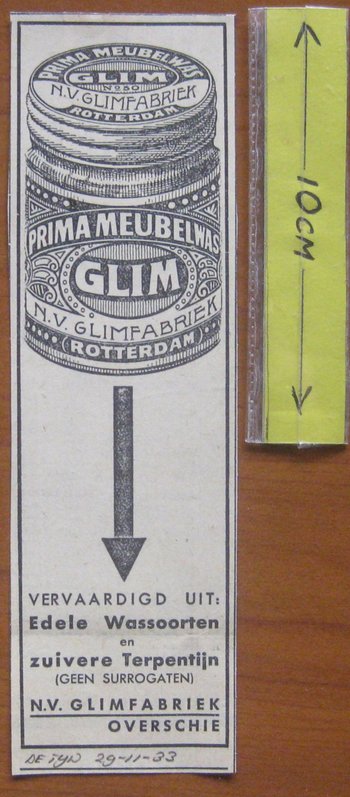 PRIMA MEUBELWAS
GLIM
No 50
N.V. GLIMFABRIEK
ROTTERDAM
PRIMA MEUBELWAS
GLIM
N.V. GLIMFABRIEK
(ROTTERDAM)
VERVAARDIGD UIT:
Edele Wassoorten
en
zuivere Terpentijn
(GEEN SURROGATEN)
N.V. GLIMFABRIEK
OVERSCHIE
DE TIJD 29-11-33
10CM